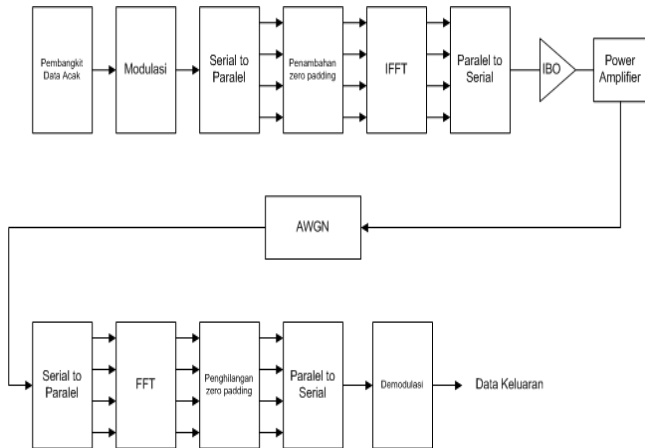 Pembangkit
Data Acak
Modulasi
Serial to
Paralel
Penambahan
zero padding
IFFT
Paralel to
Serial
IBO
Power
Amplifier
AWGN
Serial to
Paralel
FFT
Penghilangan
zero padding
Paralel to
Serial
Demodulasi
Data Keluaran